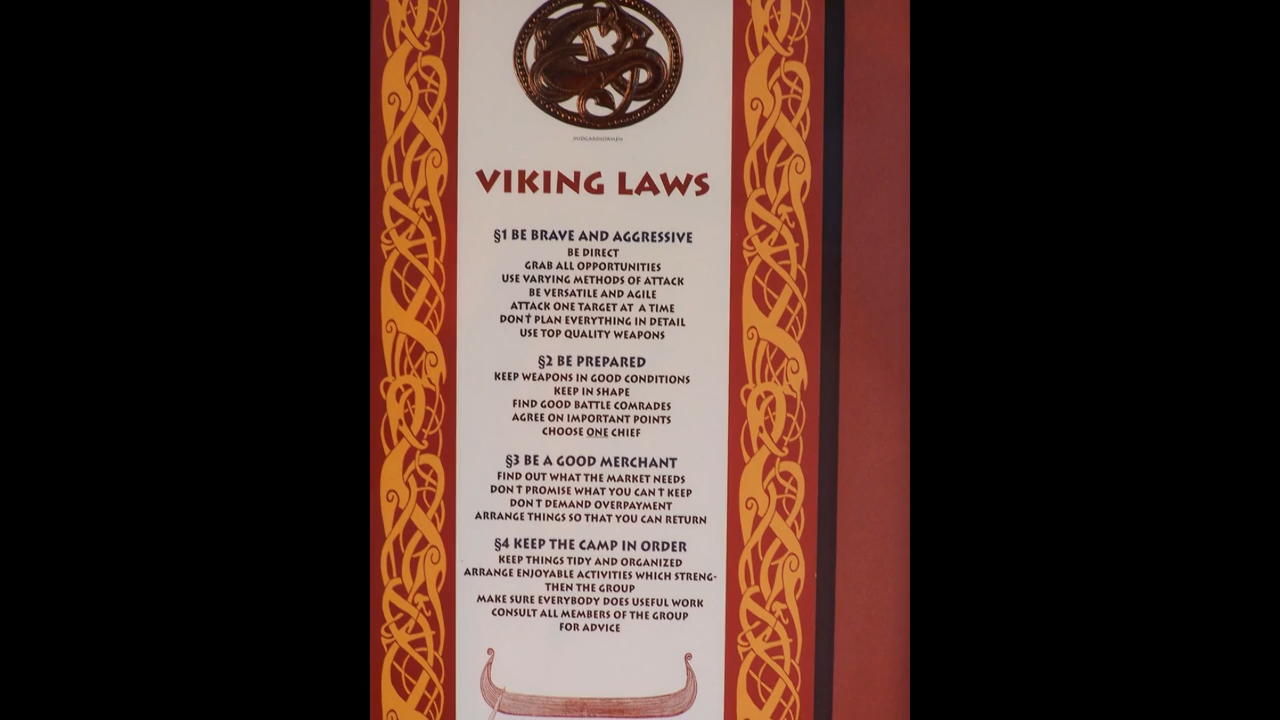 MIDGARDSORMEN
VIKING LAWS
§1 BE BRAVE AND AGGRESSIVE
BE DIRECT
GRAB ALL OPPORTUNITIES
USE VARYING METHODS OF ATTACK
BE VERSATILE AND AGILE
ATTACK ONE TARGET AT A TIME
DON'T PLAN EVERYTHING IN DETAIL
USE TOP QUALITY WEAPONS
§2 BE PREPARED
KEEP WEAPONS IN GOOD CONDITIONS
KEEP IN SHAPE
FIND GOOD BATTLE COMRADES
AGREE ON IMPORTANT POINTS
CHOOSE ONE CHIEF
§3 BE A GOOD MERCHANT
FIND OUT WHAT THE MARKET NEEDS
DON'T PROMISE WHAT YOU CAN'T KEEP
DON'T DEMAND OVERPAYMENT
ARRANGE THINGS SO THAT YOU CAN RETURN
§4 KEEP THE CAMP IN ORDER
KEEP THINGS TIDY AND ORGANIZED
ARRANGE ENJOYABLE ACTIVITIES WHICH STRENG-
THEN THE GROUP
MAKE SURE EVERYBODY DOES USEFUL WORK
CONSULT ALL MEMBERS OF THE GROUP
FOR ADVICE